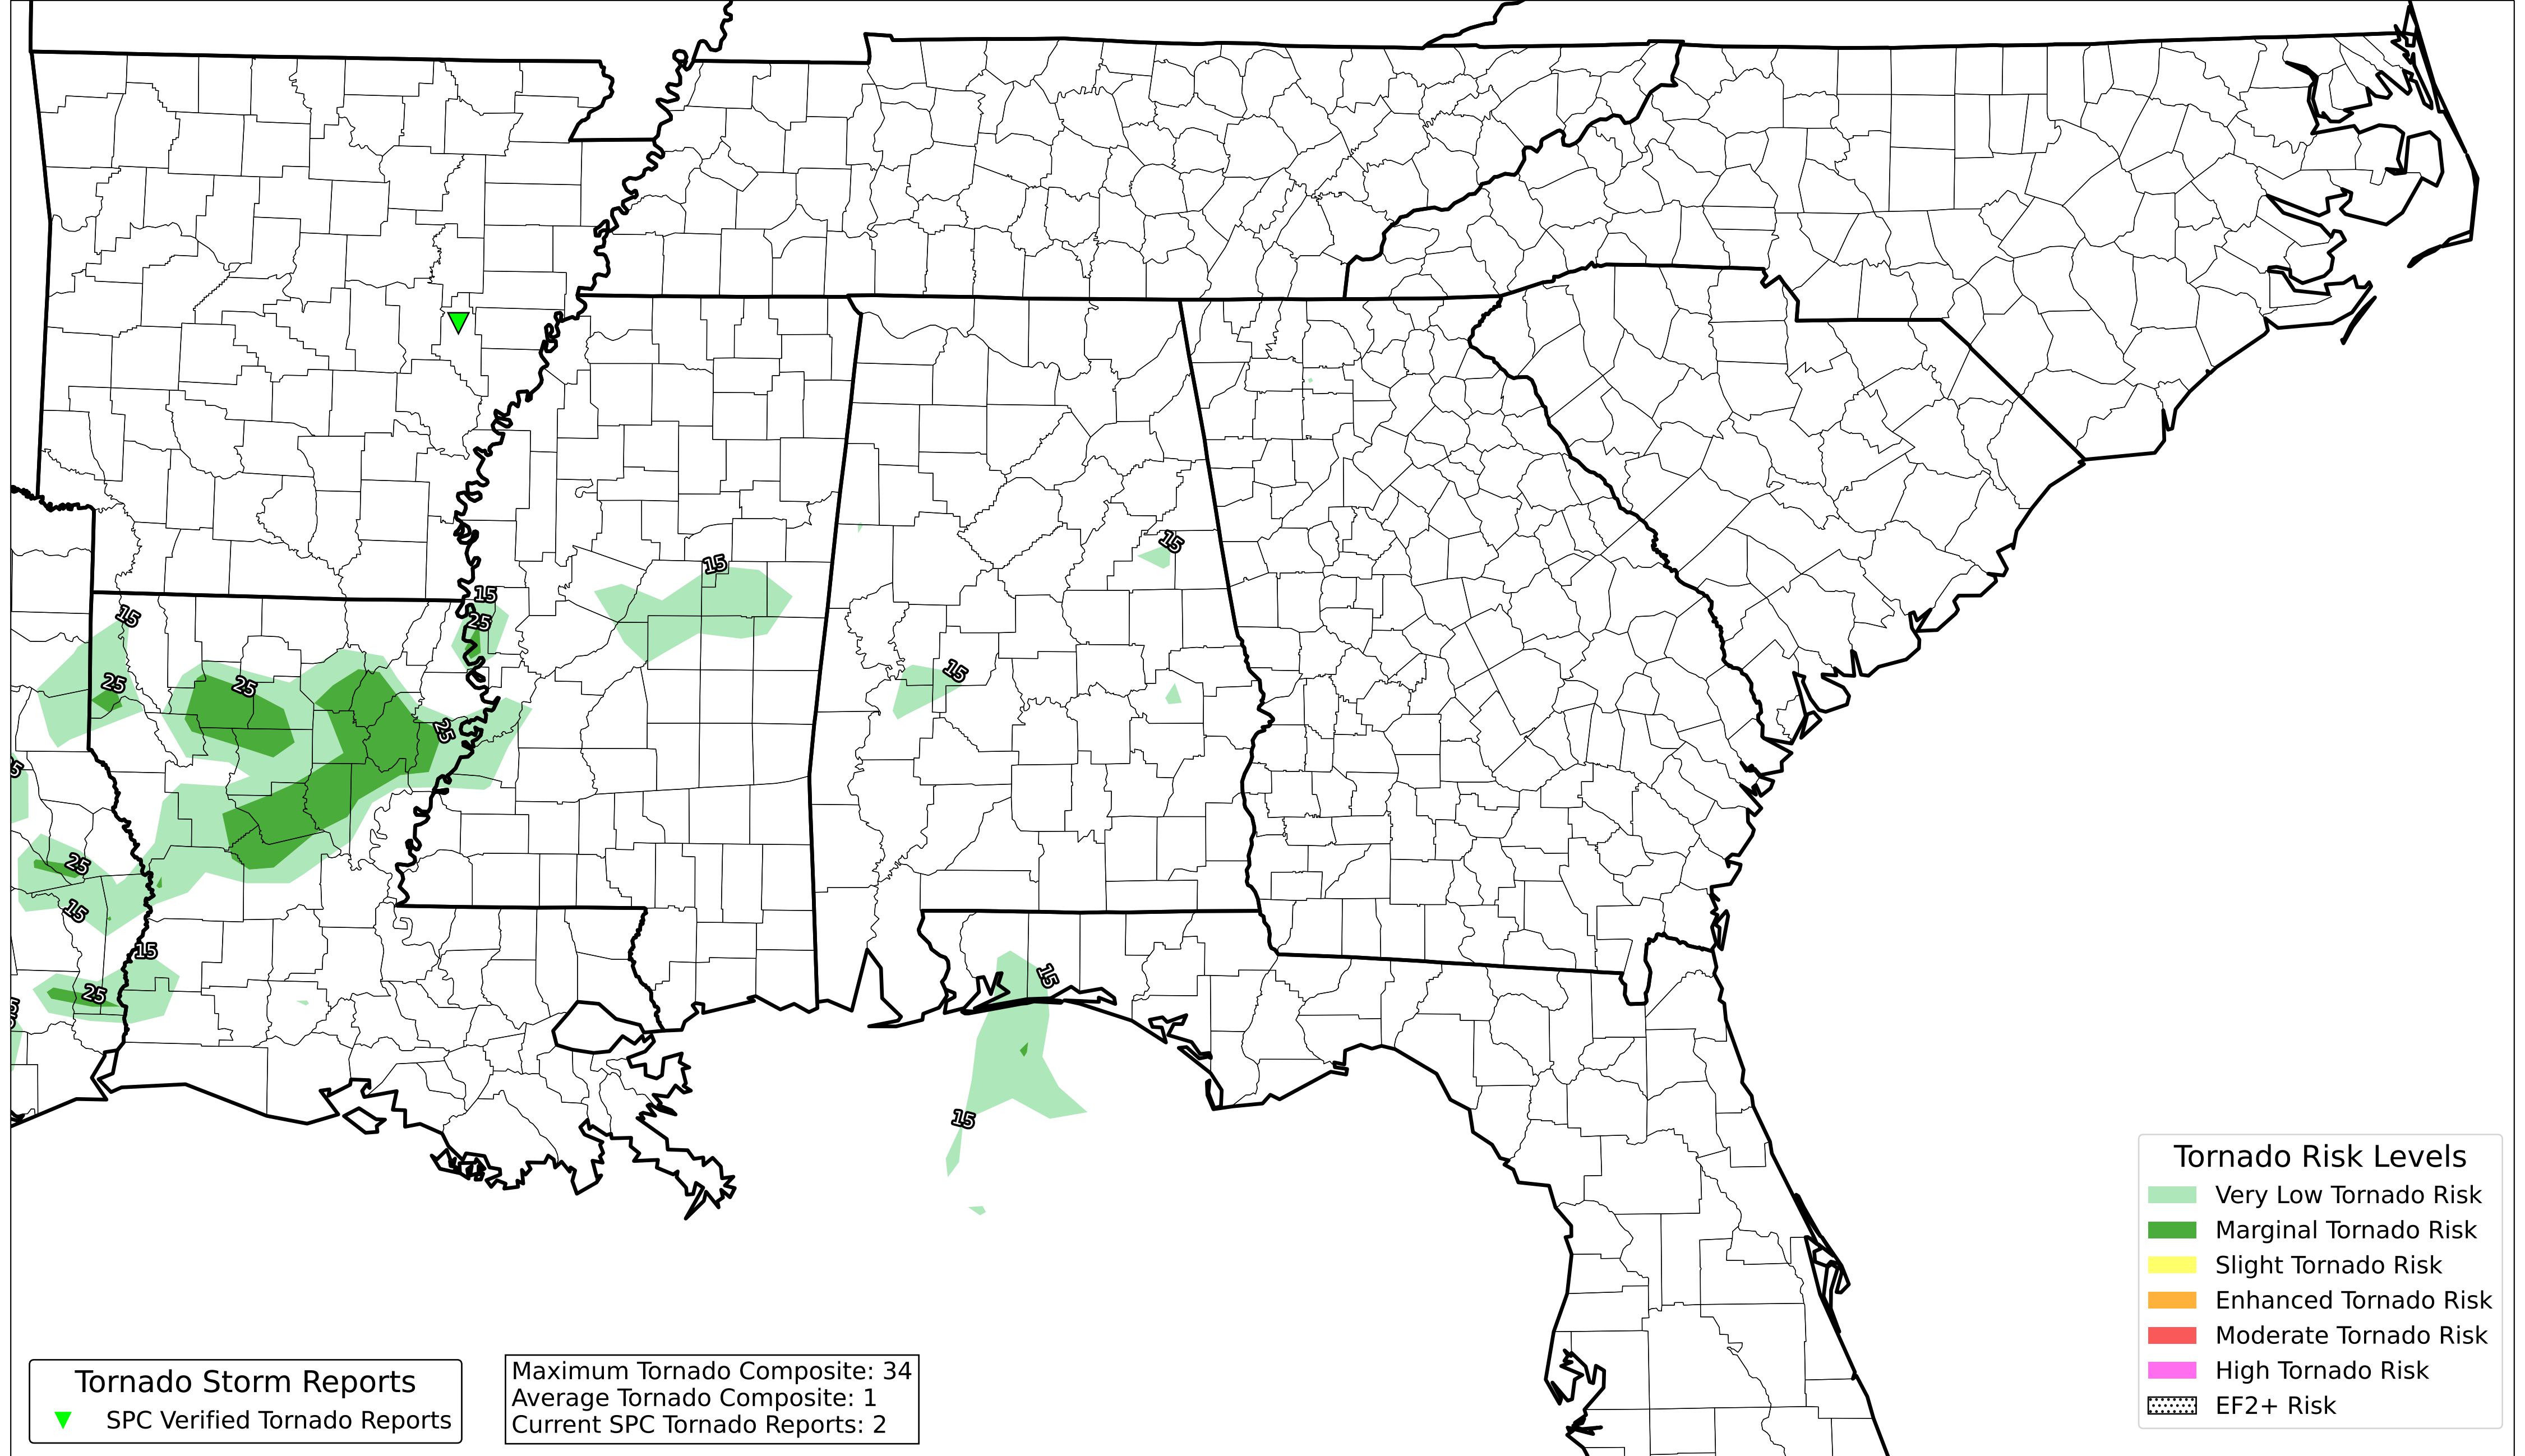 15
15
15
15
25
15
25
25
15
25
5
25
15
15
15
25
15
Tornado Risk Levels
Very Low Tornado Risk
Marginal Tornado Risk
Slight Tornado Risk
Enhanced Tornado Risk
Moderate Tornado Risk
High Tornado Risk
EF2+ Risk
Tornado Storm Reports
SPC Verified Tornado Reports
Maximum Tornado Composite: 34
Average Tornado Composite: 1
Current SPC Tornado Reports: 2